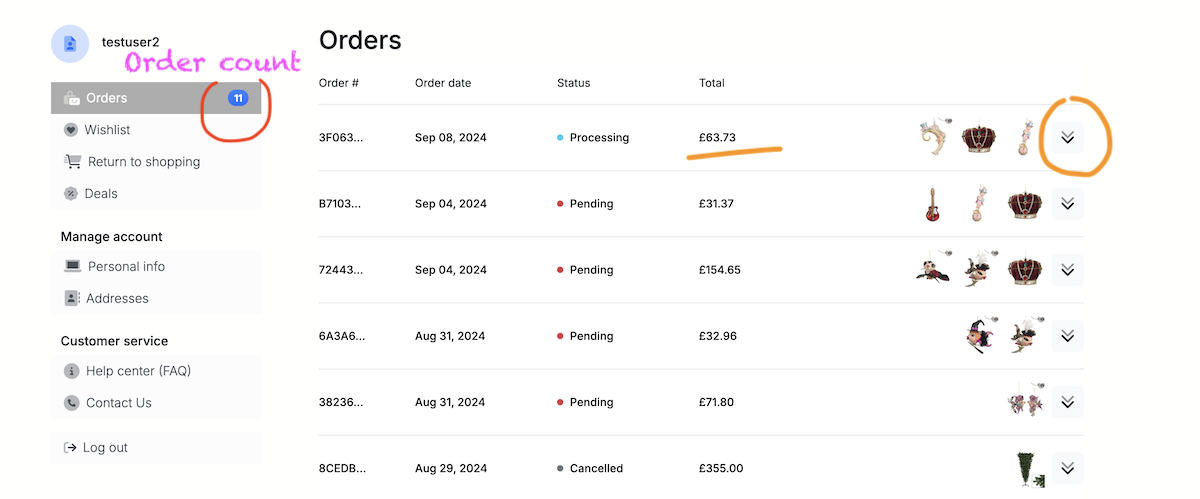 testuser2
Order count
Orders 11
Wishlist
Return to shopping
Deals
Manage account
Personal info
Addresses
Customer service
Help center (FAQ)
Contact Us
Log out
Orders
Order # Order date Status Total
3F063... Sep 08, 2024 Processing £63.73
B7103... Sep 04, 2024 Pending £31.37
72443... Sep 04, 2024 Pending £154.65
6A3A6... Aug 31, 2024 Pending £32.96
38236... Aug 31, 2024 Pending £71.80
8CEDB... Aug 29, 2024 Cancelled £355.00